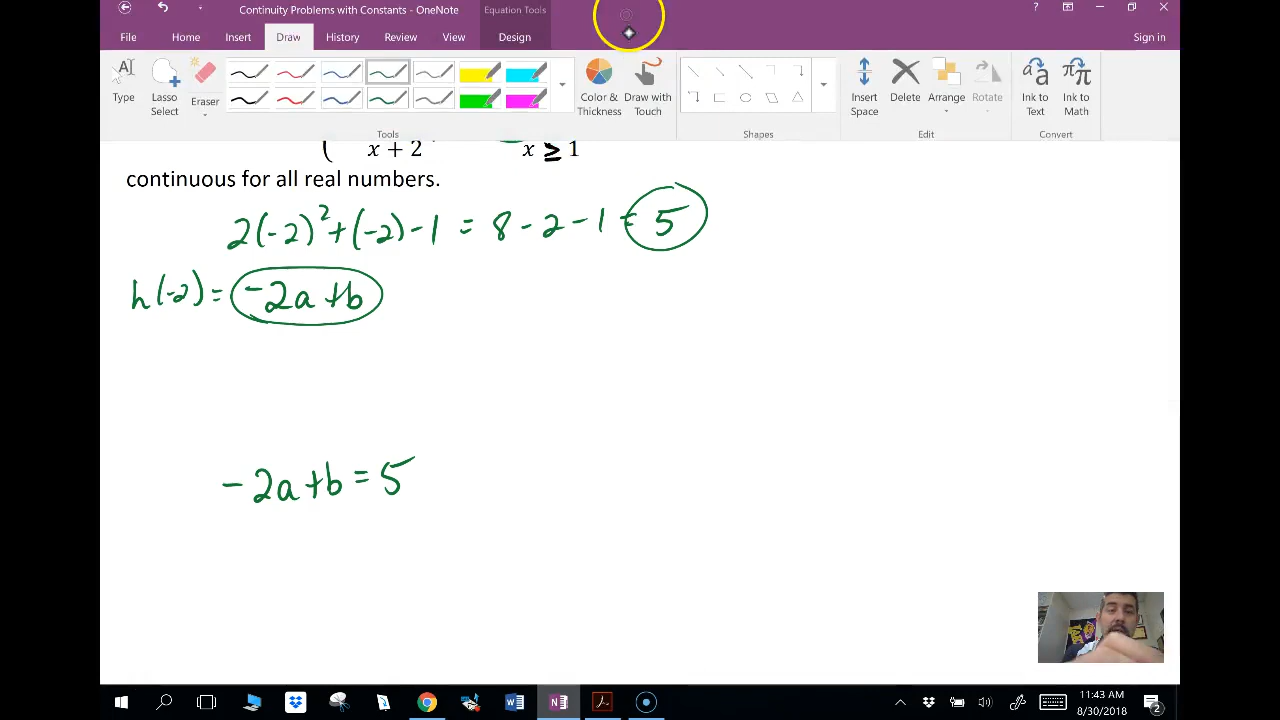 Continuity Problems with Constants - OneNote
Equation Tools
?
File
Home
Insert
Draw
History
Review
View
Design
Sign in
Type
Lasso Select
Eraser
Color & Thickness
Draw with Touch
Insert Space
Delete
Arrange
Rotate
Ink to Text
Ink to Math
Tools
Shapes
Edit
Convert
x + 2 x ≥ 1
continuous for all real numbers.
2(-2)²+(-2)-1 = 8-2-1 = 5
h(-2) = -2a+b
-2a+b=5
11:43 AM
8/30/2018
2